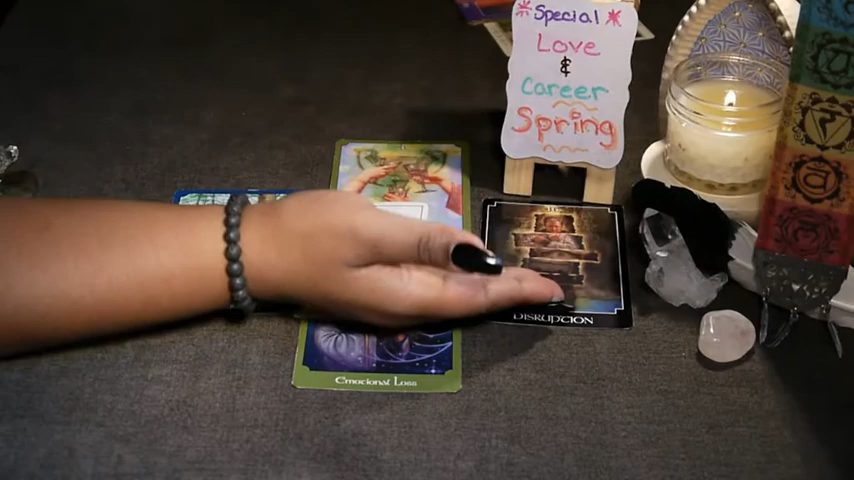 Special
Love
&
Career
Spring
DISRUPTION
Emotional Loss